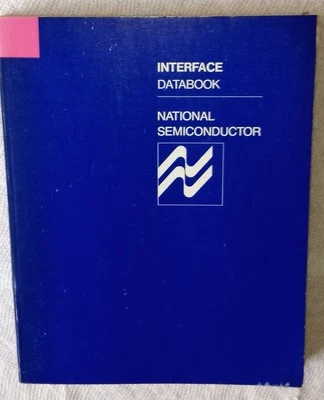 INTERFACE
DATABOOK
NATIONAL
SEMICONDUCTOR